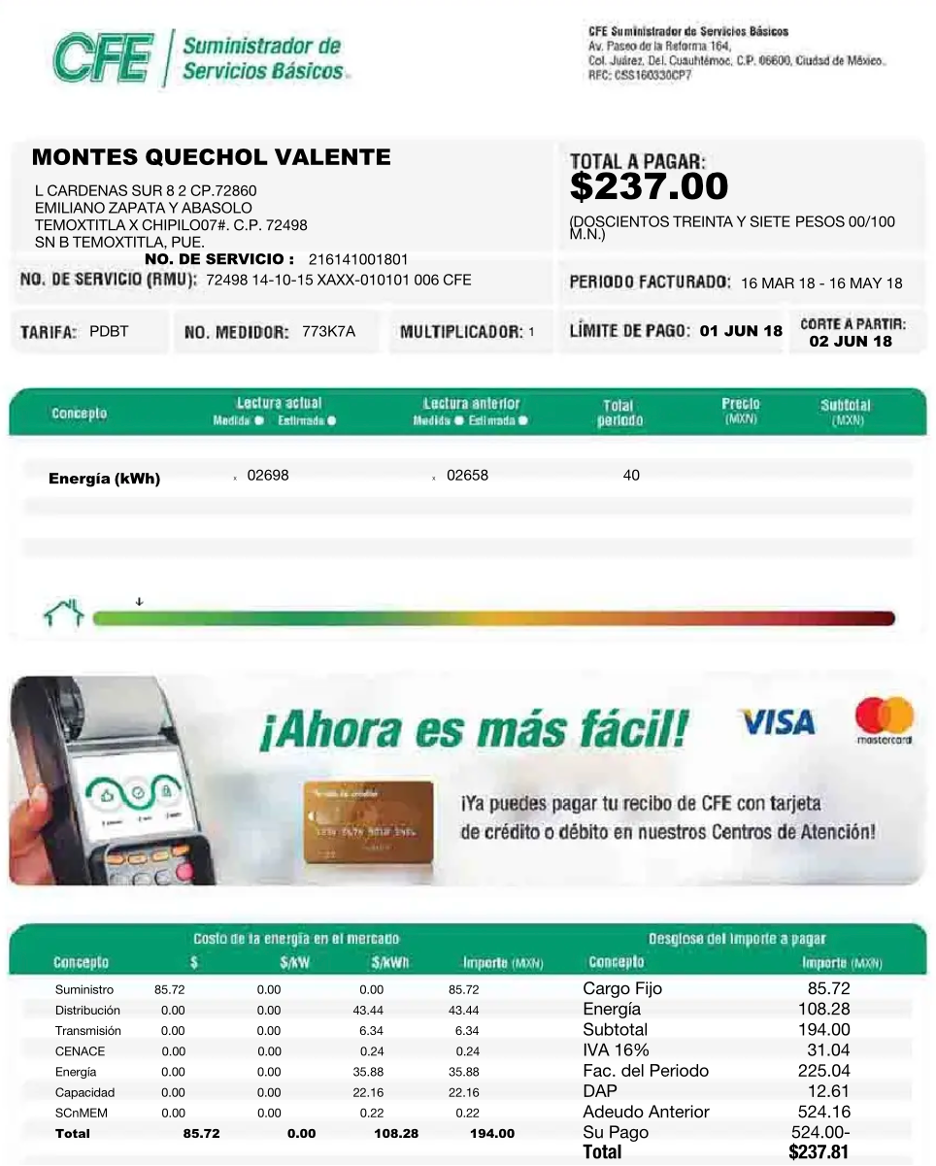 CFE Suministrador de Servicios Básicos
CFE Suministrador de Servicios Básicos
Av. Paseo de la Reforma 164,
Col. Juárez, Del. Cuauhtémoc, C.P. 06600, Ciudad de México.
RFC: CSS160330CP7
MONTES QUECHOL VALENTE
L CARDENAS SUR 8 2 CP.72860
EMILIANO ZAPATA Y ABASOLO
TEMOXTITLA X CHIPILO07#. C.P. 72498
SN B TEMOXTITLA, PUE.
NO. DE SERVICIO : 216141001801
NO. DE SERVICIO (RMU): 72498 14-10-15 XAXX-010101 006 CFE
TOTAL A PAGAR:
$237.00
(DOSCIENTOS TREINTA Y SIETE PESOS 00/100
M.N.)
PERIODO FACTURADO: 16 MAR 18 - 16 MAY 18
TARIFA: PDBT NO. MEDIDOR: 773K7A MULTIPLICADOR: 1 LÍMITE DE PAGO: 01 JUN 18 CORTE A PARTIR:
02 JUN 18
Concepto Lectura actual Lectura anterior Total periodo Precio (MXN) Subtotal (MXN)
Medida Estimada Medida Estimada
Energía (kWh) x 02698 x 02658 40
¡Ahora es más fácil! VISA mastercard
¡Ya puedes pagar tu recibo de CFE con tarjeta
de crédito o débito en nuestros Centros de Atención!
Costo de la energía en el mercado
Concepto $ $/kW $/kWh Importe (MXN)
Suministro 85.72 0.00 0.00 85.72
Distribución 0.00 0.00 43.44 43.44
Transmisión 0.00 0.00 6.34 6.34
CENACE 0.00 0.00 0.24 0.24
Energía 0.00 0.00 35.88 35.88
Capacidad 0.00 0.00 22.16 22.16
SCnMEM 0.00 0.00 0.22 0.22
Total 85.72 0.00 108.28 194.00
Desglose del importe a pagar
Concepto Importe (MXN)
Cargo Fijo 85.72
Energía 108.28
Subtotal 194.00
IVA 16% 31.04
Fac. del Periodo 225.04
DAP 12.61
Adeudo Anterior 524.16
Su Pago 524.00-
Total $237.81